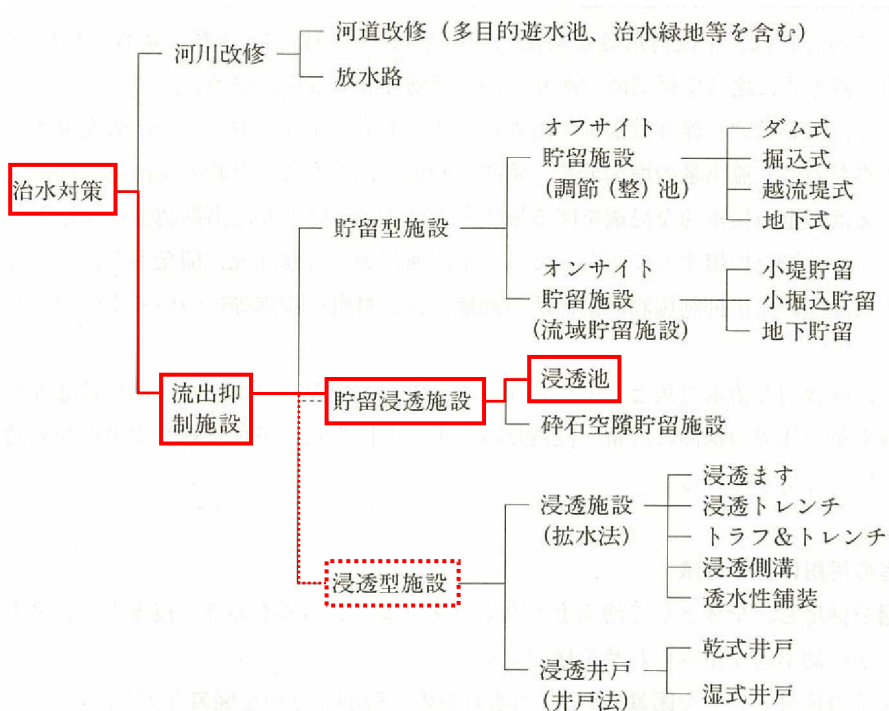 河川改修
河道改修(多目的遊水池、治水緑地等を含む)
放水路
治水対策
貯留型施設
オフサイト
貯留施設
(調節(整)池)
ダム式
掘込式
越流堤式
地下式
オンサイト
貯留施設
(流域貯留施設)
小堤貯留
小掘込貯留
地下貯留
流出抑
制施設
貯留浸透施設
浸透池
砕石空隙貯留施設
浸透型施設
浸透施設
(拡水法)
浸透ます
浸透トレンチ
トラフ&トレンチ
浸透側溝
透水性舗装
浸透井戸
(井戸法)
乾式井戸
湿式井戸